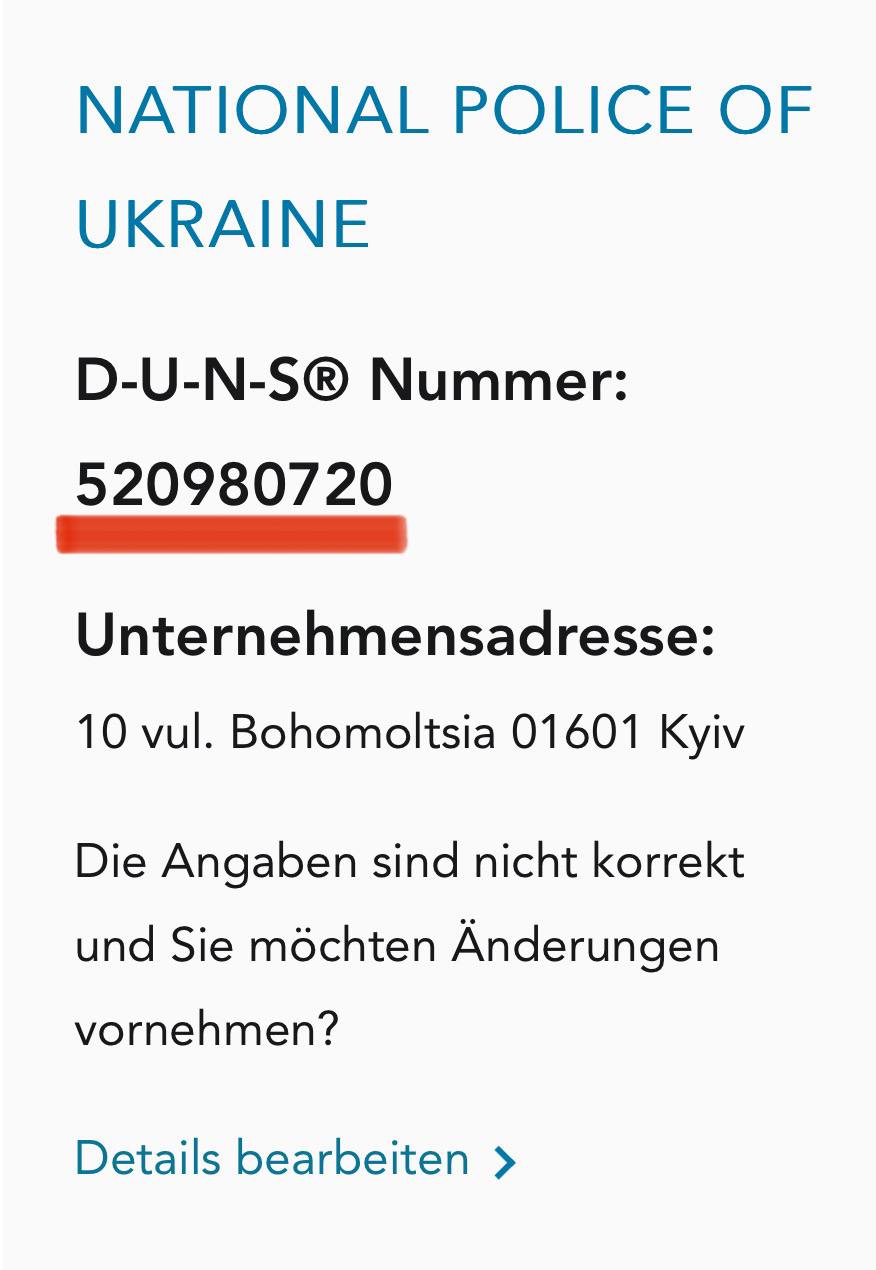 NATIONAL POLICE OF
UKRAINE
D-U-N-S® Nummer:
520980720
Unternehmensadresse:
10 vul. Bohomoltsia 01601 Kyiv
Die Angaben sind nicht korrekt
und Sie möchten Änderungen
vornehmen?
Details bearbeiten >